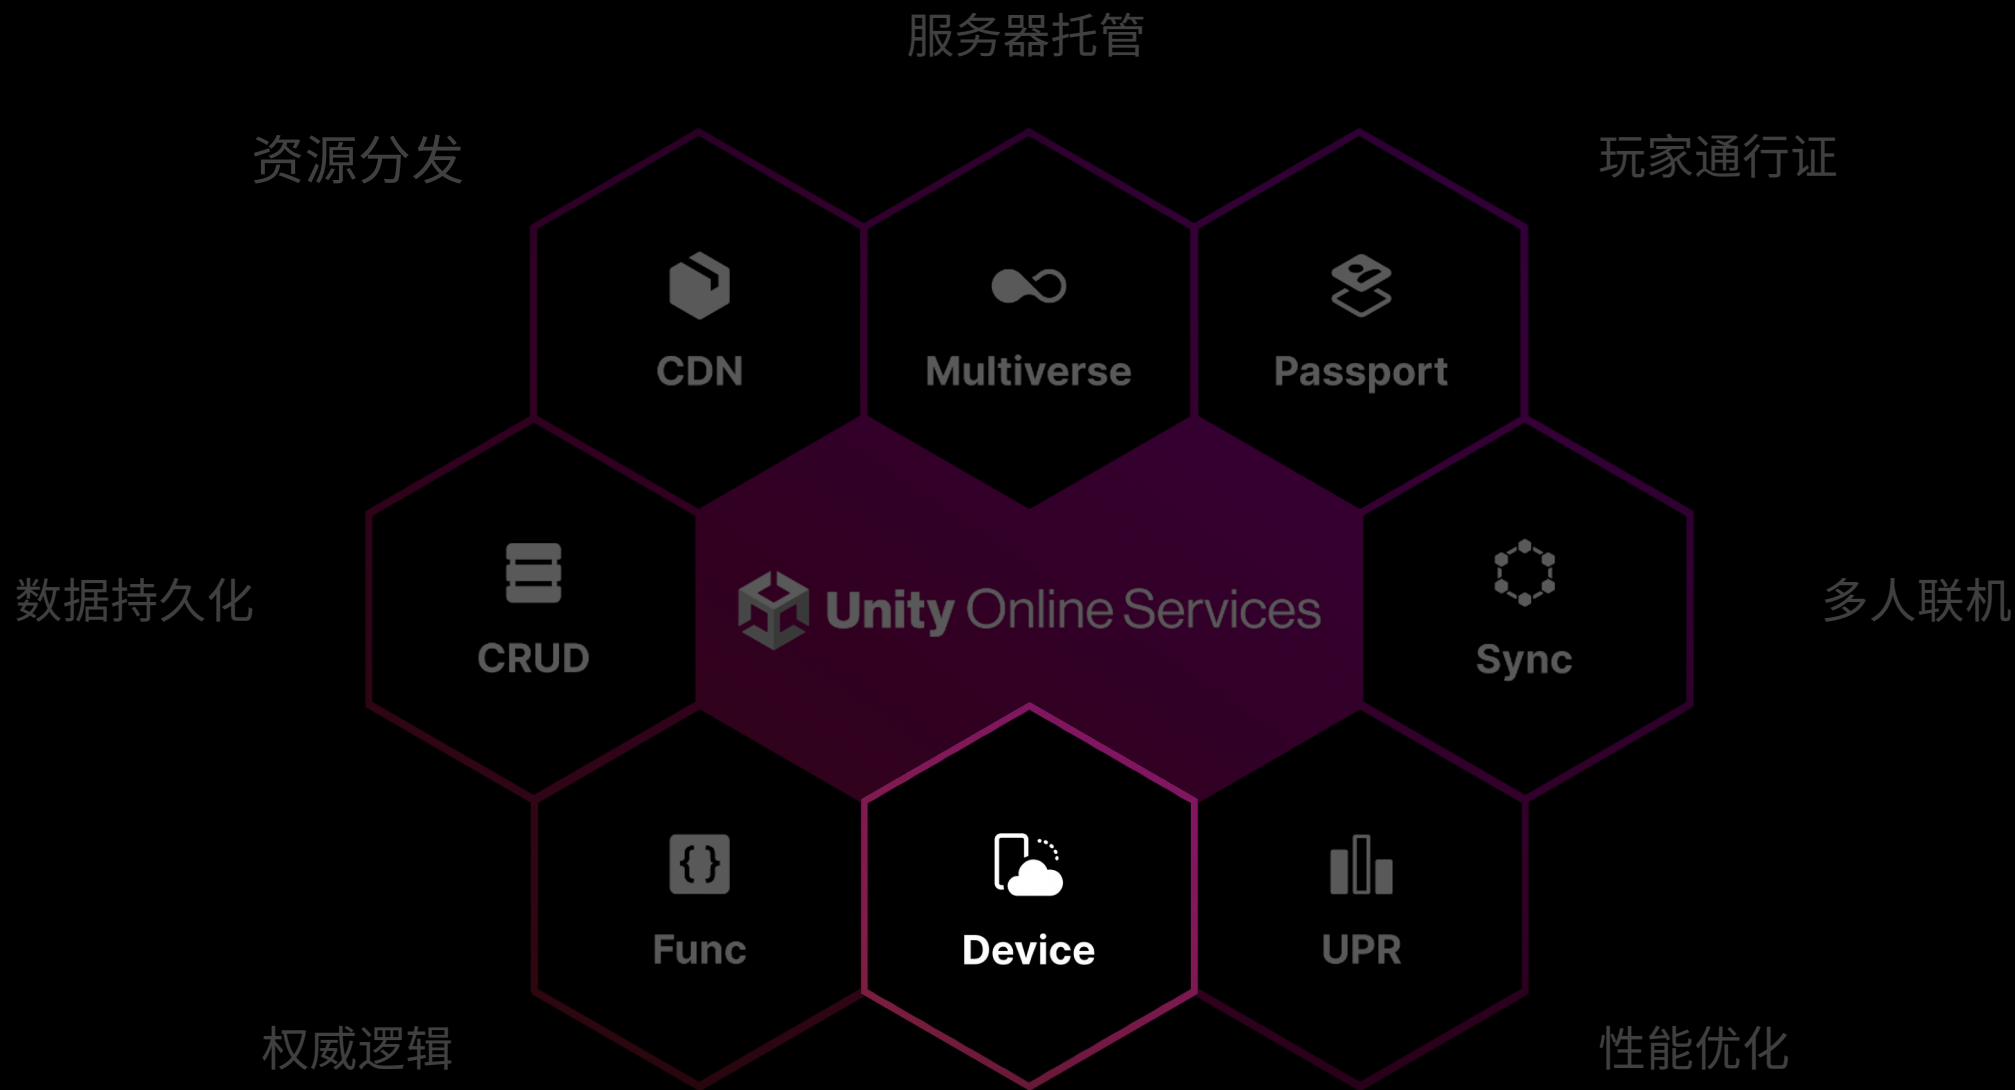 服务器托管
资源分发
玩家通行证
CDN
Multiverse
Passport
数据持久化
CRUD
Unity Online Services
Sync
多人联机
Func
Device
UPR
权威逻辑
性能优化